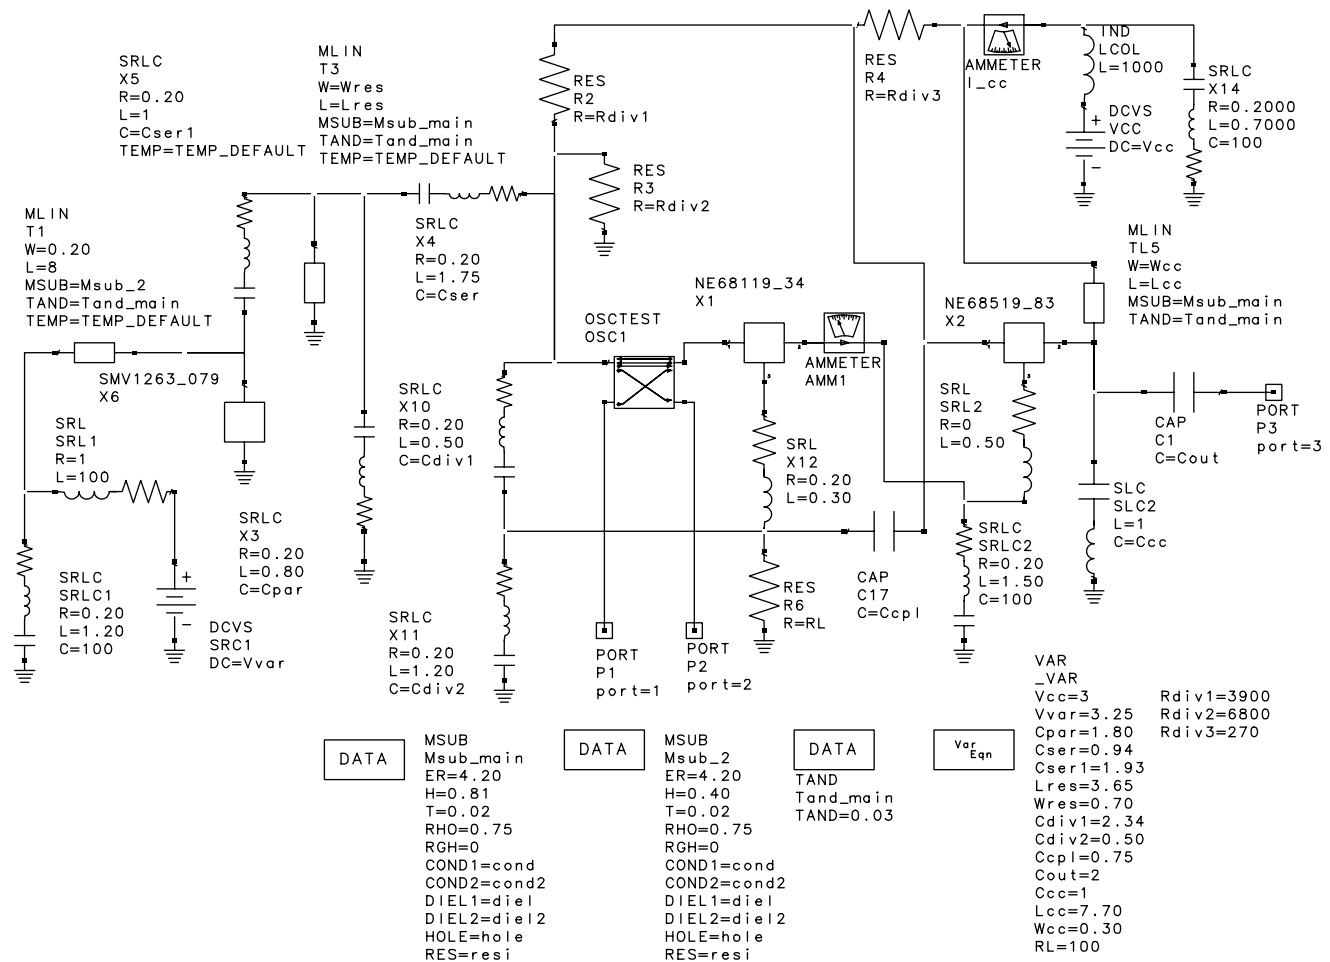 SRLC
X5
R=0.20
L=1
C=Cser1
TEMP=TEMP_DEFAULT
MLIN
T3
W=Wres
L=Lres
MSUB=Msub_main
TAND=Tand_main
TEMP=TEMP_DEFAULT
RES
R2
R=Rdiv1
RES
R3
R=Rdiv2
RES
R4
R=Rdiv3
AMMETER
I_cc
IND
LCOL
L=1000
DCVS
VCC
DC=Vcc
+
-
SRLC
X14
R=0.2000
L=0.7000
C=100
MLIN
T1
W=0.20
L=8
MSUB=Msub_2
TAND=Tand_main
TEMP=TEMP_DEFAULT
SRLC
X4
R=0.20
L=1.75
C=Cser
MLIN
TL5
W=Wcc
L=Lcc
MSUB=Msub_main
TAND=Tand_main
NE68119_34
X1
1
2
3
OSCTEST
OSC1
AMMETER
AMM1
NE68519_83
X2
1
2
3
SMV1263_079
X6
SRL
SRL1
R=1
L=100
SRLC
X10
R=0.20
L=0.50
C=Cdiv1
SRL
X12
R=0.20
L=0.30
SRL
SRL2
R=0
L=0.50
CAP
C1
C=Cout
PORT
P3
port=3
SLC
SLC2
L=1
C=Ccc
SRLC
X3
R=0.20
L=0.80
C=Cpar
SRLC
SRLC1
R=0.20
L=1.20
C=100
+
-
DCVS
SRC1
DC=Vvar
SRLC
X11
R=0.20
L=1.20
C=Cdiv2
PORT
P1
port=1
PORT
P2
port=2
RES
R6
R=RL
CAP
C17
C=Ccpl
SRLC
SRLC2
R=0.20
L=1.50
C=100
DATA
MSUB
Msub_main
ER=4.20
H=0.81
T=0.02
RHO=0.75
RGH=0
COND1=cond
COND2=cond2
DIEL1=diel
DIEL2=diel2
HOLE=hole
RES=resi
DATA
MSUB
Msub_2
ER=4.20
H=0.40
T=0.02
RHO=0.75
RGH=0
COND1=cond
COND2=cond2
DIEL1=diel
DIEL2=diel2
HOLE=hole
RES=resi
DATA
TAND
Tand_main
TAND=0.03
Var
Eqn
VAR
_VAR
Vcc=3
Vvar=3.25
Cpar=1.80
Cser=0.94
Cser1=1.93
Lres=3.65
Wres=0.70
Cdiv1=2.34
Cdiv2=0.50
Ccpl=0.75
Cout=2
Ccc=1
Lcc=7.70
Wcc=0.30
RL=100
Rdiv1=3900
Rdiv2=6800
Rdiv3=270